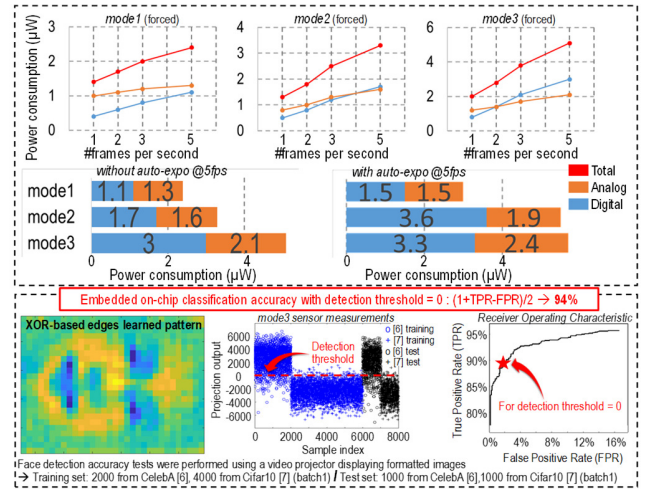 mode1 (forced)
mode2 (forced)
mode3 (forced)
Power consumption (µW)
3
2
1
0
4
3
2
1
0
6
4
2
0
1 2 3 5
1 2 3 5
1 2 3 5
#frames per second
#frames per second
#frames per second
without auto-expo @5fps
with auto-expo @5fps
Total
Analog
Digital
mode1
1.1 1.3
1.5 1.5
mode2
1.7 1.6
3.6 1.9
mode3
3 2.1
3.3 2.4
0 2 4
0 2 4
Power consumption (µW)
Power consumption (µW)
Embedded on-chip classification accuracy with detection threshold = 0 : (1+TPR-FPR)/2 → 94%
XOR-based edges learned pattern
mode3 sensor measurements
Projection output
6000
4000
2000
0
-2000
-4000
-6000
o [6] training
+ [7] training
o [6] test
+ [7] test
Detection
threshold
0 2000 4000 6000 8000
Sample index
Receiver Operating Characteristic
True Positive Rate (TPR)
95%
90%
85%
80%
For detection threshold = 0
0 4% 8% 12% 16%
False Positive Rate (FPR)
Face detection accuracy tests were performed using a video projector displaying formatted images
→ Training set: 2000 from CelebA [6], 4000 from Cifar10 [7] (batch1) / Test set: 1000 from CelebA [6],1000 from Cifar10 [7] (batch1)